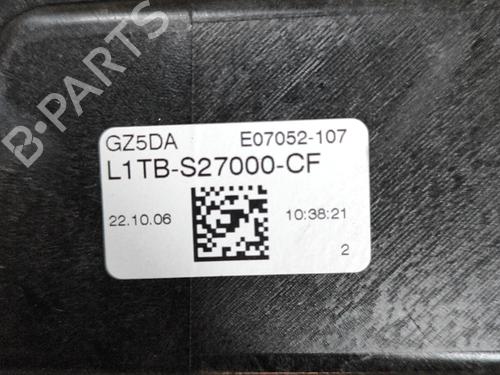 B-PARTS
GZ5DA E07052-107
L1TB-S27000-CF
22.10.06 10:38:21
2